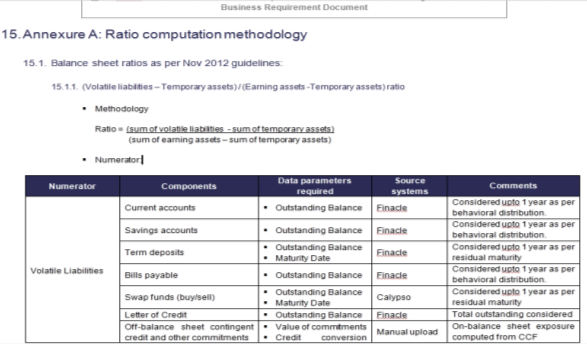 Business Requirement Document
15. Annexure A: Ratio computation methodology
15.1. Balance sheet ratios as per Nov 2012 guidelines:
15.1.1. (Volatile liabilities – Temporary assets) / (Earning assets -Temporary assets) ratio
▪ Methodology
Ratio = (sum of volatile liabilities - sum of temporary assets)
(sum of earning assets – sum of temporary assets)
▪ Numerator:
Numerator Components Data parameters required Source systems Comments
Volatile Liabilities
Current accounts ▪ Outstanding Balance Finacle Considered upto 1 year as per
behavioral distribution.
Savings accounts ▪ Outstanding Balance Finacle Considered upto 1 year as per
behavioral distribution.
Term deposits ▪ Outstanding Balance Finacle Considered upto 1 year as per
▪ Maturity Date residual maturity
Bills payable ▪ Outstanding Balance Finacle Considered upto 1 year as per
behavioral distribution.
Swap funds (buy/sell) ▪ Outstanding Balance Calypso Considered upto 1 year as per
▪ Maturity Date residual maturity
Letter of Credit ▪ Outstanding Balance Finacle Total outstanding considered
Off-balance sheet contingent ▪ Value of commitments Manual upload On-balance sheet exposure
credit and other commitments ▪ Credit conversion computed from CCF